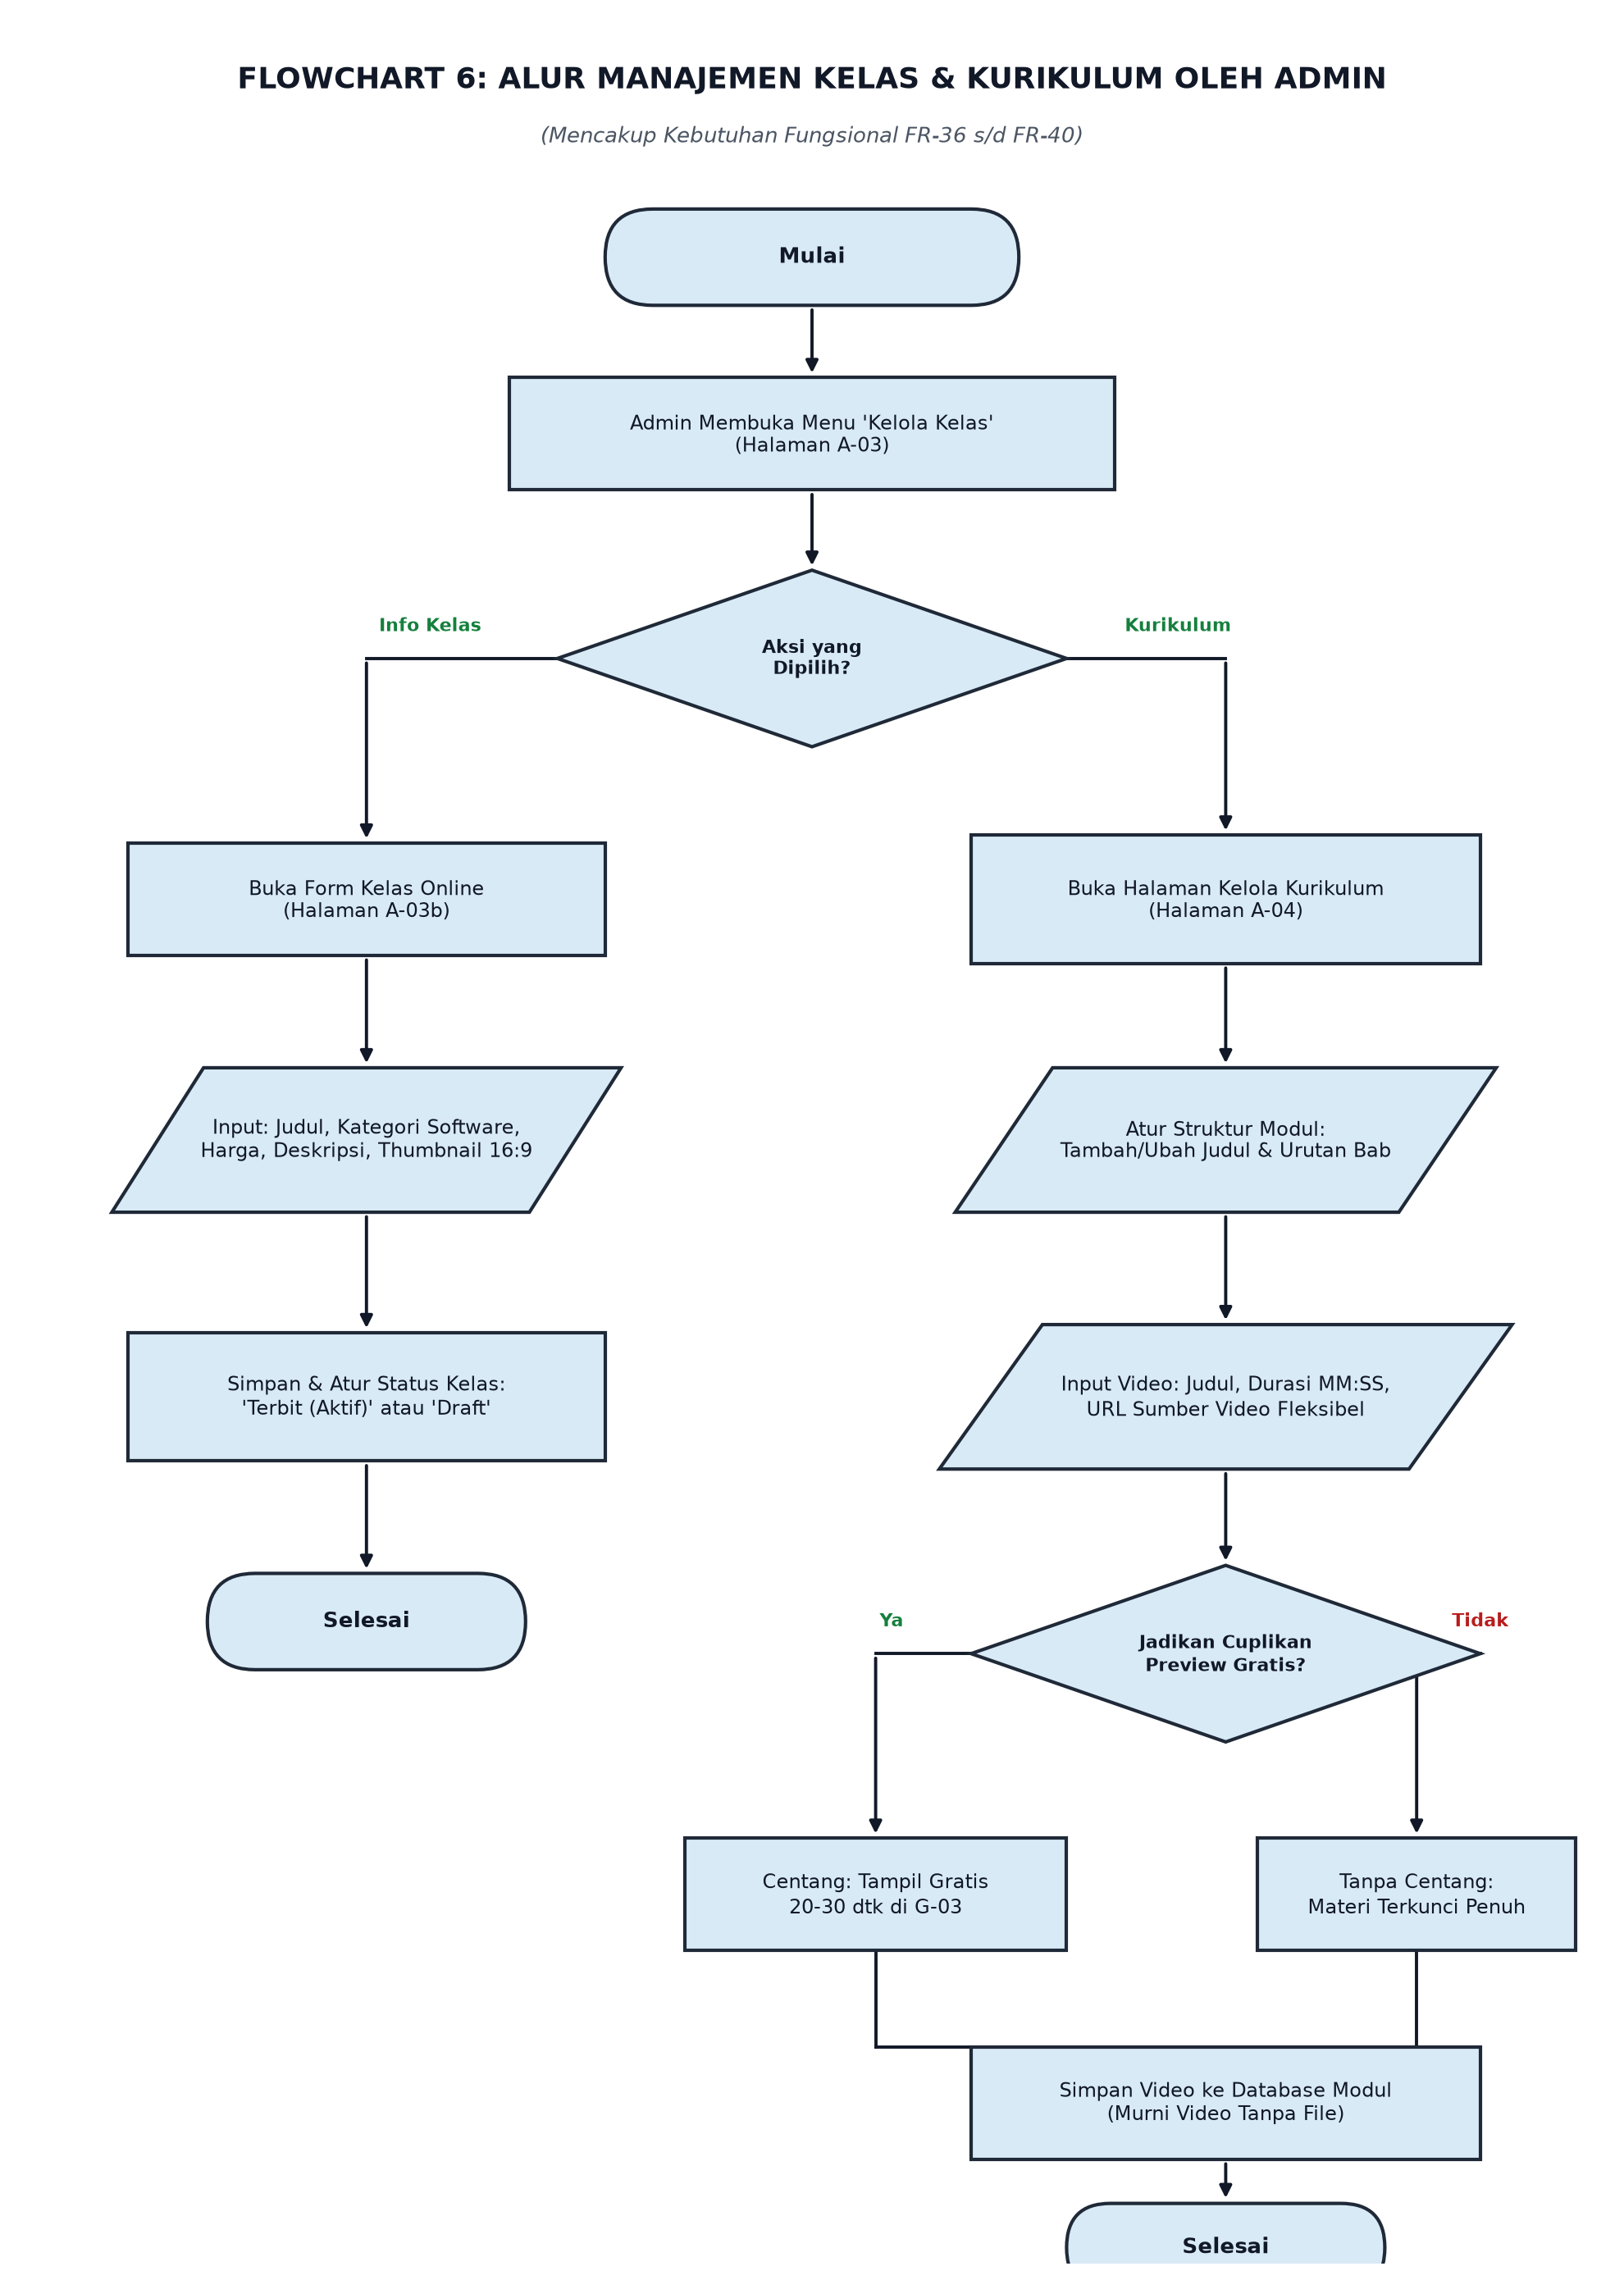 FLOWCHART 6: ALUR MANAJEMEN KELAS & KURIKULUM OLEH ADMIN
(Mencakup Kebutuhan Fungsional FR-36 s/d FR-40)
Mulai
Admin Membuka Menu 'Kelola Kelas'
(Halaman A-03)
Info Kelas
Kurikulum
Aksi yang
Dipilih?
Buka Form Kelas Online
(Halaman A-03b)
Buka Halaman Kelola Kurikulum
(Halaman A-04)
Input: Judul, Kategori Software,
Harga, Deskripsi, Thumbnail 16:9
Atur Struktur Modul:
Tambah/Ubah Judul & Urutan Bab
Simpan & Atur Status Kelas:
'Terbit (Aktif)' atau 'Draft'
Input Video: Judul, Durasi MM:SS,
URL Sumber Video Fleksibel
Selesai
Ya
Tidak
Jadikan Cuplikan
Preview Gratis?
Centang: Tampil Gratis
20-30 dtk di G-03
Tanpa Centang:
Materi Terkunci Penuh
Simpan Video ke Database Modul
(Murni Video Tanpa File)
Selesai